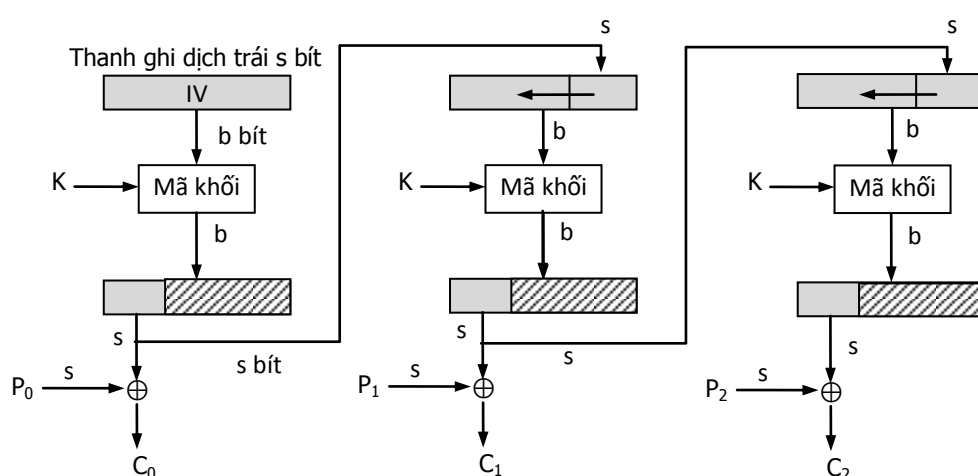 s
s
Thanh ghi dịch trái s bít
IV
b bít
b
b
K
Mã khối
K
Mã khối
K
Mã khối
b
b
b
s
s
s
s bít
s
P0
s
P1
s
P2
s
C0
C1
C2